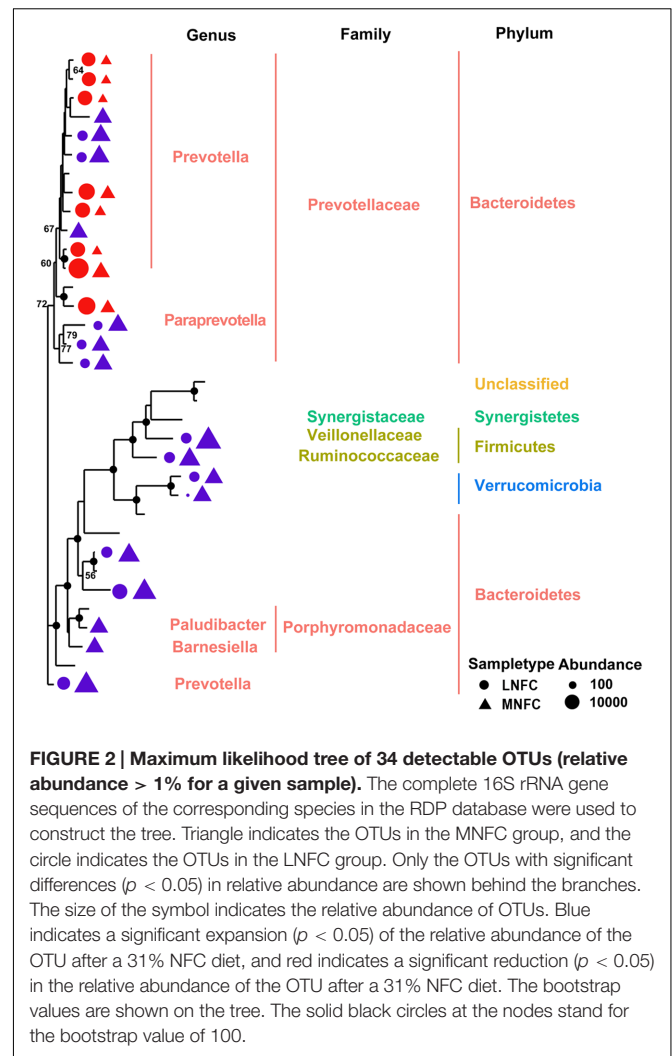 Genus Family Phylum
64
Prevotella Prevotellaceae Bacteroidetes
67
60
72
Paraprevotella
79
77
Unclassified
Synergistaceae Synergistetes
Veillonellaceae
Firmicutes
Ruminococcaceae
Verrucomicrobia
56
Bacteroidetes
Paludibacter Porphyromonadaceae
Barnesiella
Sampletype Abundance
Prevotella LNFC 100
MNFC 10000
FIGURE 2 | Maximum likelihood tree of 34 detectable OTUs (relative
abundance > 1% for a given sample). The complete 16S rRNA gene
sequences of the corresponding species in the RDP database were used to
construct the tree. Triangle indicates the OTUs in the MNFC group, and the
circle indicates the OTUs in the LNFC group. Only the OTUs with significant
differences (p < 0.05) in relative abundance are shown behind the branches.
The size of the symbol indicates the relative abundance of OTUs. Blue
indicates a significant expansion (p < 0.05) of the relative abundance of the
OTU after a 31% NFC diet, and red indicates a significant reduction (p < 0.05)
in the relative abundance of the OTU after a 31% NFC diet. The bootstrap
values are shown on the tree. The solid black circles at the nodes stand for
the bootstrap value of 100.